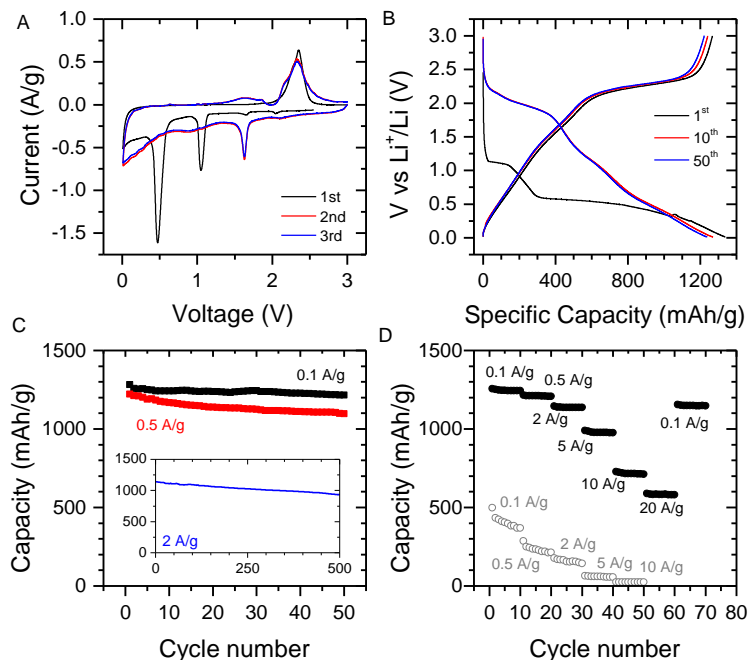 A
Current (A/g)
1.0
0.5
0.0
-0.5
-1.0
-1.5
1st
2nd
3rd
0
1
2
3
Voltage (V)
B
V vs Li⁺/Li (V)
3.0
2.5
2.0
1.5
1.0
0.5
0.0
1ˢᵗ
10ᵗʰ
50ᵗʰ
0
400
800
1200
Specific Capacity (mAh/g)
C
Capacity (mAh/g)
1500
1000
500
0
0.1 A/g
0.5 A/g
1500
1000
500
0
2 A/g
0
500
0
10
20
30
40
50
Cycle number
D
Capacity (mAh/g)
1500
1000
500
0
0.1 A/g
0.5 A/g
2 A/g
5 A/g
10 A/g
20 A/g
0.1 A/g
0.1 A/g
0.5 A/g
2 A/g
5 A/g
10 A/g
0
10
20
30
40
50
60
70
80
Cycle number